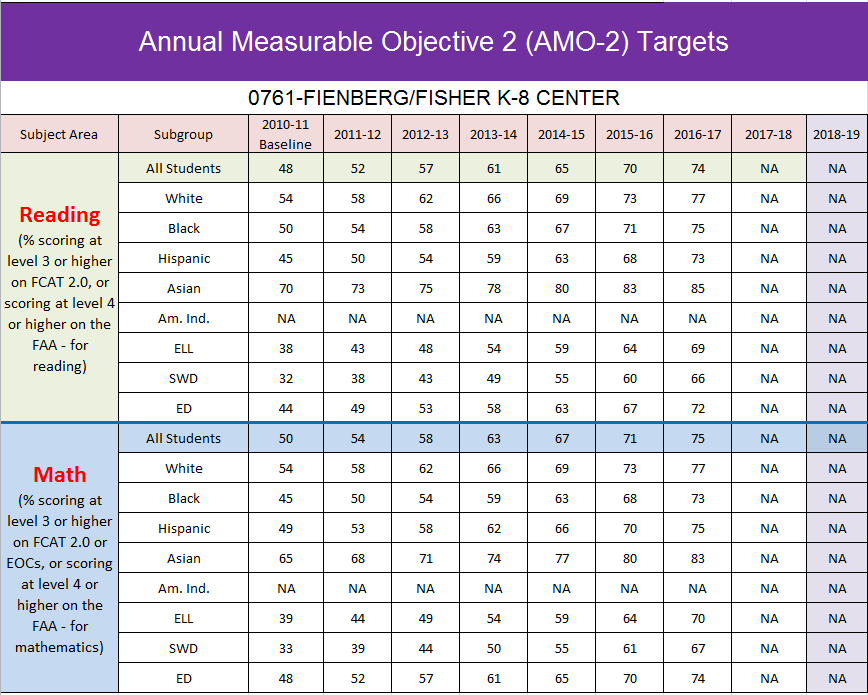 Annual Measurable Objective 2 (AMO-2) Targets
0761-FIENBERG/FISHER K-8 CENTER
Subject Area Subgroup 2010-11 Baseline 2011-12 2012-13 2013-14 2014-15 2015-16 2016-17 2017-18 2018-19
Reading
(% scoring at
level 3 or higher
on FCAT 2.0, or
scoring at level 4
or higher on the
FAA - for
reading)
All Students 48 52 57 61 65 70 74 NA NA
White 54 58 62 66 69 73 77 NA NA
Black 50 54 58 63 67 71 75 NA NA
Hispanic 45 50 54 59 63 68 73 NA NA
Asian 70 73 75 78 80 83 85 NA NA
Am. Ind. NA NA NA NA NA NA NA NA NA
ELL 38 43 48 54 59 64 69 NA NA
SWD 32 38 43 49 55 60 66 NA NA
ED 44 49 53 58 63 67 72 NA NA
Math
(% scoring at
level 3 or higher
on FCAT 2.0 or
EOCs, or scoring
at level 4 or
higher on the
FAA - for
mathematics)
All Students 50 54 58 63 67 71 75 NA NA
White 54 58 62 66 69 73 77 NA NA
Black 45 50 54 59 63 68 73 NA NA
Hispanic 49 53 58 62 66 70 75 NA NA
Asian 65 68 71 74 77 80 83 NA NA
Am. Ind. NA NA NA NA NA NA NA NA NA
ELL 39 44 49 54 59 64 70 NA NA
SWD 33 39 44 50 55 61 67 NA NA
ED 48 52 57 61 65 70 74 NA NA